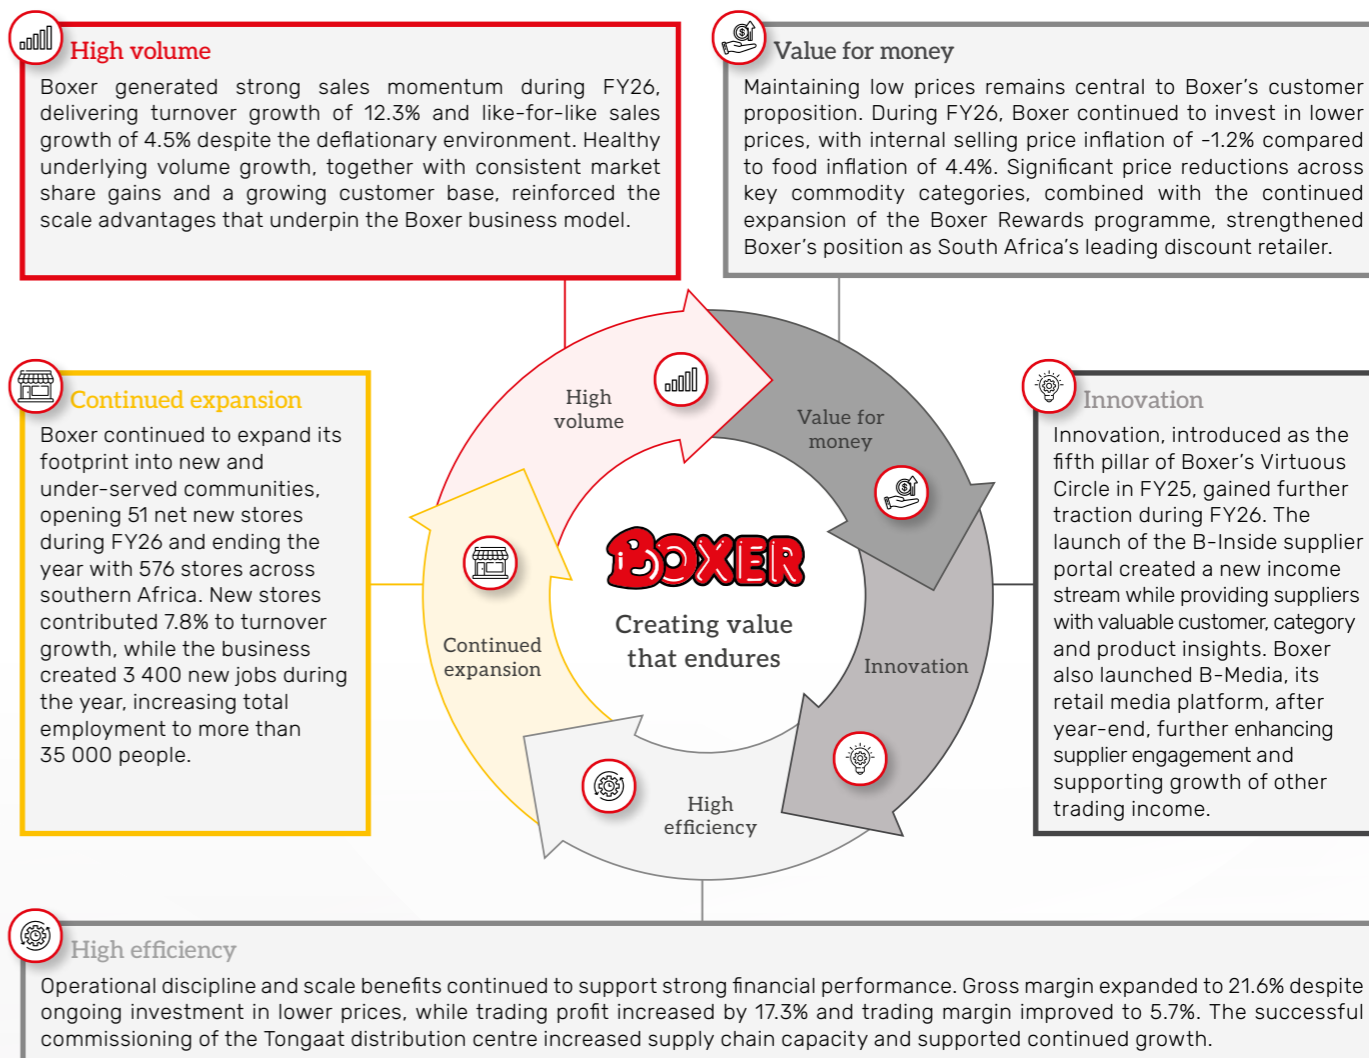 High volume
Boxer generated strong sales momentum during FY26,
delivering turnover growth of 12.3% and like-for-like sales
growth of 4.5% despite the deflationary environment. Healthy
underlying volume growth, together with consistent market
share gains and a growing customer base, reinforced the
scale advantages that underpin the Boxer business model.
Value for money
Maintaining low prices remains central to Boxer's customer
proposition. During FY26, Boxer continued to invest in lower
prices, with internal selling price inflation of -1.2% compared
to food inflation of 4.4%. Significant price reductions across
key commodity categories, combined with the continued
expansion of the Boxer Rewards programme, strengthened
Boxer's position as South Africa's leading discount retailer.
Continued expansion
Boxer continued to expand its
footprint into new and
under-served communities,
opening 51 net new stores
during FY26 and ending the
year with 576 stores across
southern Africa. New stores
contributed 7.8% to turnover
growth, while the business
created 3 400 new jobs during
the year, increasing total
employment to more than
35 000 people.
High
volume
Value for
money
Innovation
High
efficiency
Continued
expansion
BOXER
Creating value
that endures
Innovation
Innovation, introduced as the
fifth pillar of Boxer's Virtuous
Circle in FY25, gained further
traction during FY26. The
launch of the B-Inside supplier
portal created a new income
stream while providing suppliers
with valuable customer, category
and product insights. Boxer
also launched B-Media, its
retail media platform, after
year-end, further enhancing
supplier engagement and
supporting growth of other
trading income.
High efficiency
Operational discipline and scale benefits continued to support strong financial performance. Gross margin expanded to 21.6% despite
ongoing investment in lower prices, while trading profit increased by 17.3% and trading margin improved to 5.7%. The successful
commissioning of the Tongaat distribution centre increased supply chain capacity and supported continued growth.